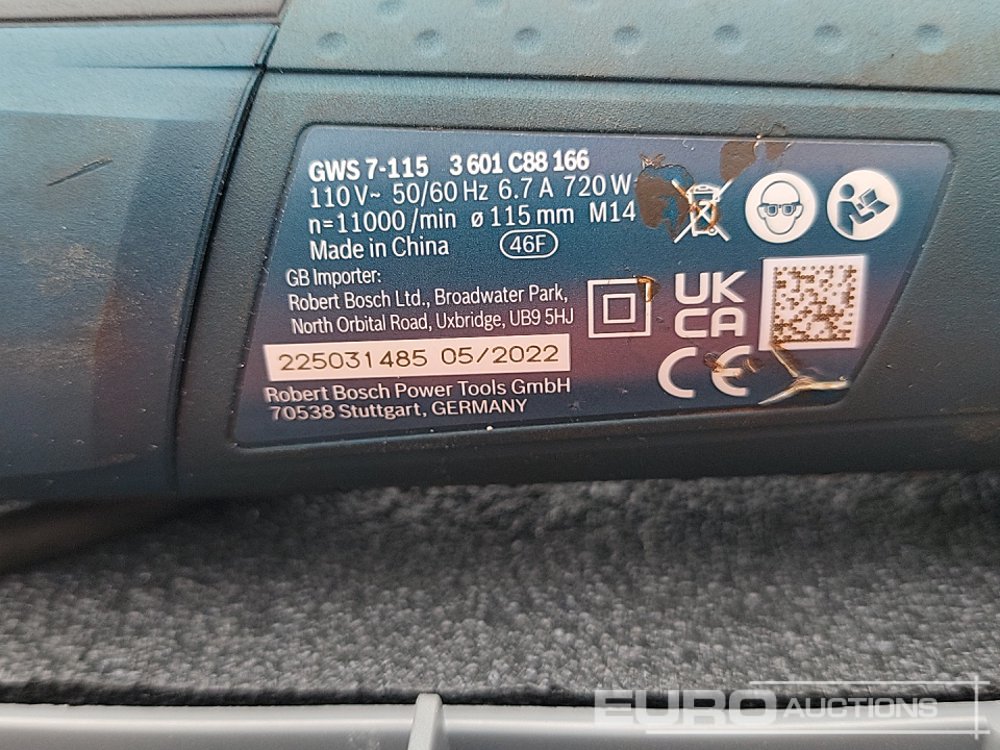 GWS 7-115 3 601 C88 166
110 V~ 50/60 Hz 6.7 A 720 W
n=11000/min ø 115 mm M14
Made in China 46F
GB Importer:
Robert Bosch Ltd., Broadwater Park,
North Orbital Road, Uxbridge, UB9 5HJ
225031485 05/2022
Robert Bosch Power Tools GmbH
70538 Stuttgart, GERMANY
UK
CA
CE
EURO AUCTIONS